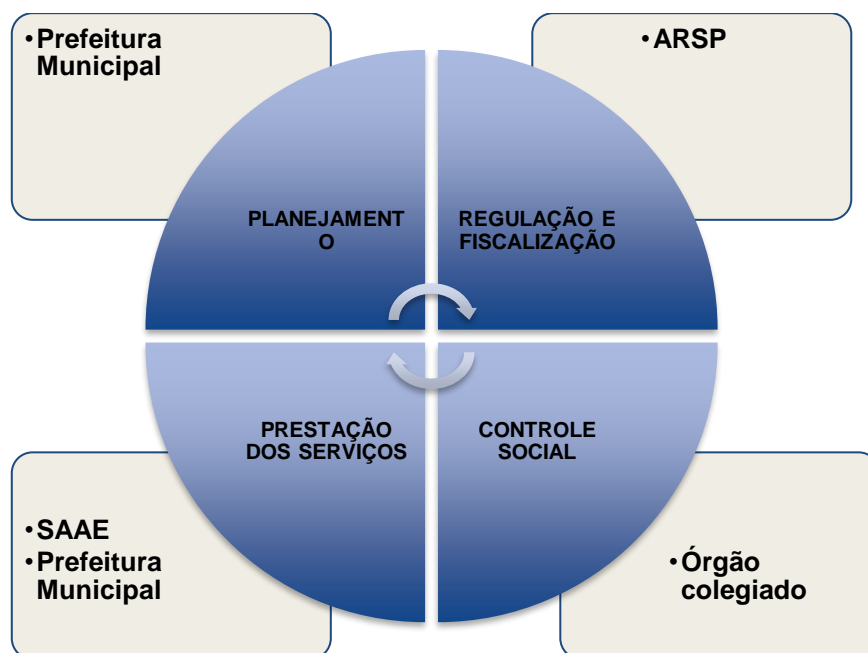 •Prefeitura
Municipal
•ARSP
PLANEJAMENT
O
REGULAÇÃO E
FISCALIZAÇÃO
PRESTAÇÃO
DOS SERVIÇOS
CONTROLE
SOCIAL
•SAAE
•Prefeitura
Municipal
•Órgão
colegiado